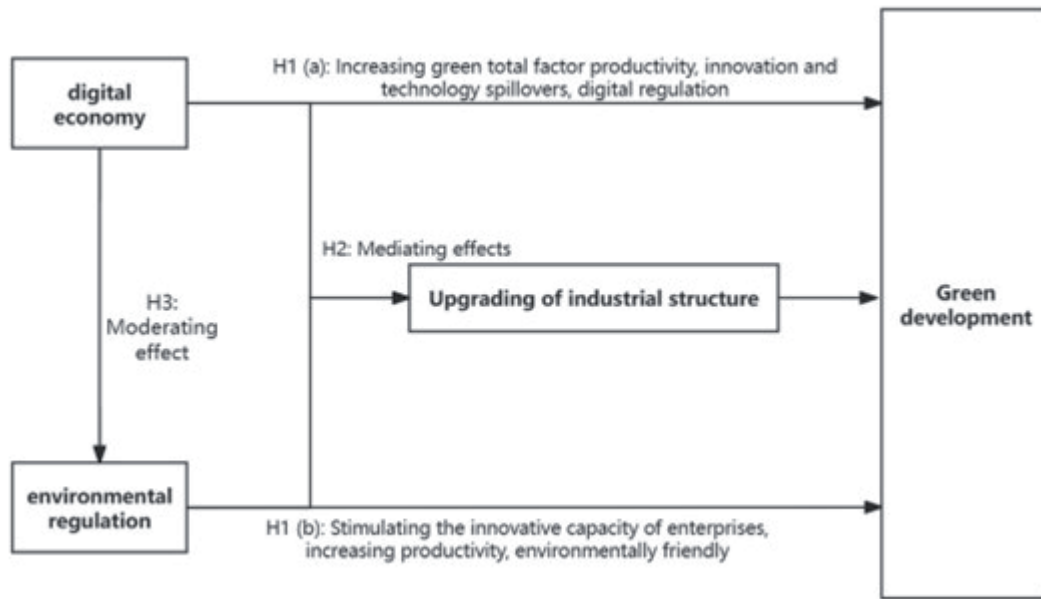 digital
economy
H1 (a): Increasing green total factor productivity, innovation and
technology spillovers, digital regulation
H2: Mediating effects
Upgrading of industrial structure
Green
development
H3:
Moderating
effect
environmental
regulation
H1 (b): Stimulating the innovative capacity of enterprises,
increasing productivity, environmentally friendly